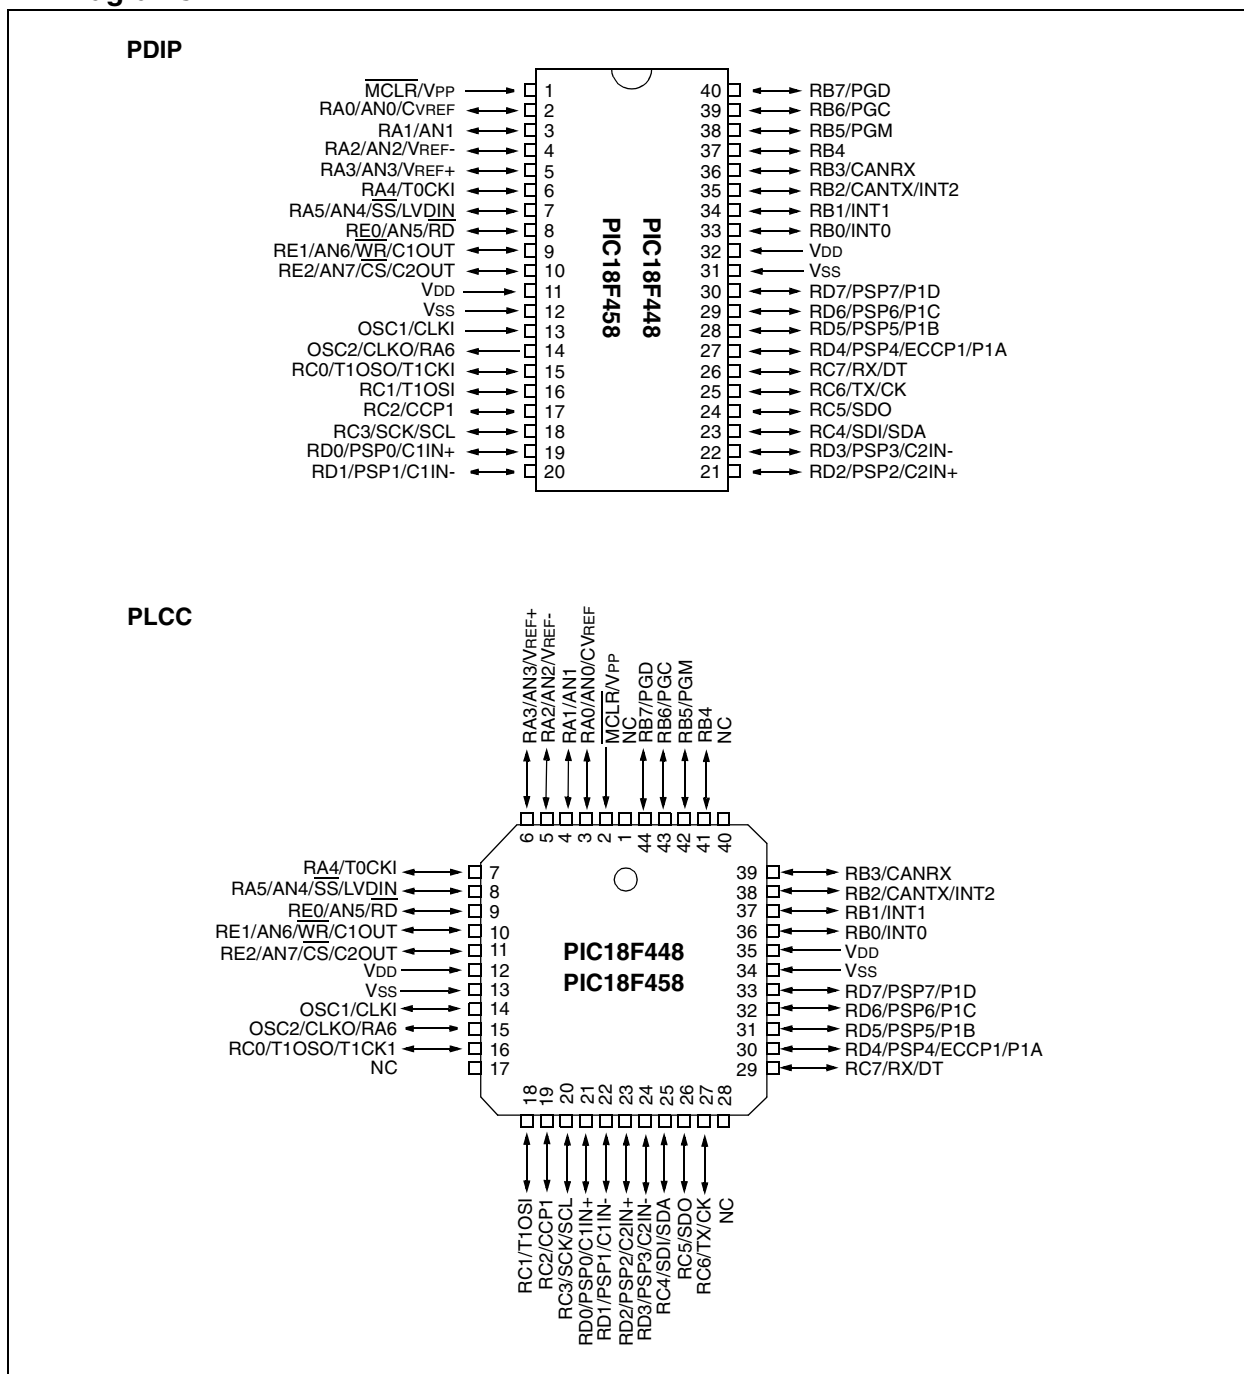 PDIP
MCLR/VPP 1
RA0/AN0/CVREF 2
RA1/AN1 3
RA2/AN2/VREF- 4
RA3/AN3/VREF+ 5
RA4/T0CKI 6
RA5/AN4/SS/LVDIN 7
RE0/AN5/RD 8
RE1/AN6/WR/C1OUT 9
RE2/AN7/CS/C2OUT 10
VDD 11
VSS 12
OSC1/CLKI 13
OSC2/CLKO/RA6 14
RC0/T1OSO/T1CKI 15
RC1/T1OSI 16
RC2/CCP1 17
RC3/SCK/SCL 18
RD0/PSP0/C1IN+ 19
RD1/PSP1/C1IN- 20
PIC18F448
PIC18F458
40 RB7/PGD
39 RB6/PGC
38 RB5/PGM
37 RB4
36 RB3/CANRX
35 RB2/CANTX/INT2
34 RB1/INT1
33 RB0/INT0
32 VDD
31 VSS
30 RD7/PSP7/P1D
29 RD6/PSP6/P1C
28 RD5/PSP5/P1B
27 RD4/PSP4/ECCP1/P1A
26 RC7/RX/DT
25 RC6/TX/CK
24 RC5/SDO
23 RC4/SDI/SDA
22 RD3/PSP3/C2IN-
21 RD2/PSP2/C2IN+
PLCC
RA3/AN3/VREF+ 6
RA2/AN2/VREF- 5
RA1/AN1 4
RA0/AN0/CVREF 3
MCLR/VPP 2
NC 1
RB7/PGD 44
RB6/PGC 43
RB5/PGM 42
RB4 41
NC 40
RA4/T0CKI 7
RA5/AN4/SS/LVDIN 8
RE0/AN5/RD 9
RE1/AN6/WR/C1OUT 10
RE2/AN7/CS/C2OUT 11
VDD 12
VSS 13
OSC1/CLKI 14
OSC2/CLKO/RA6 15
RC0/T1OSO/T1CK1 16
NC 17
PIC18F448
PIC18F458
39 RB3/CANRX
38 RB2/CANTX/INT2
37 RB1/INT1
36 RB0/INT0
35 VDD
34 VSS
33 RD7/PSP7/P1D
32 RD6/PSP6/P1C
31 RD5/PSP5/P1B
30 RD4/PSP4/ECCP1/P1A
29 RC7/RX/DT
18 RC1/T1OSI
19 RC2/CCP1
20 RC3/SCK/SCL
21 RD0/PSP0/C1IN+
22 RD1/PSP1/C1IN-
23 RD2/PSP2/C2IN+
24 RD3/PSP3/C2IN-
25 RC4/SDI/SDA
26 RC5/SDO
27 RC6/TX/CK
28 NC